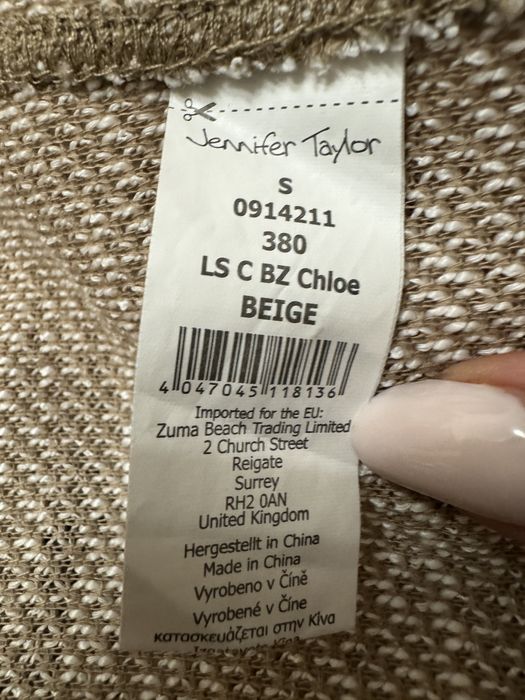 Jennifer Taylor
S
0914211
380
LS C BZ Chloe
BEIGE
4 047045 118136
Imported for the EU:
Zuma Beach Trading Limited
2 Church Street
Reigate
Surrey
RH2 0AN
United Kingdom
Hergestellt in China
Made in China
Vyrobeno v Číně
Vyrobené v Číne
κατασκευάζεται στην Κίνα